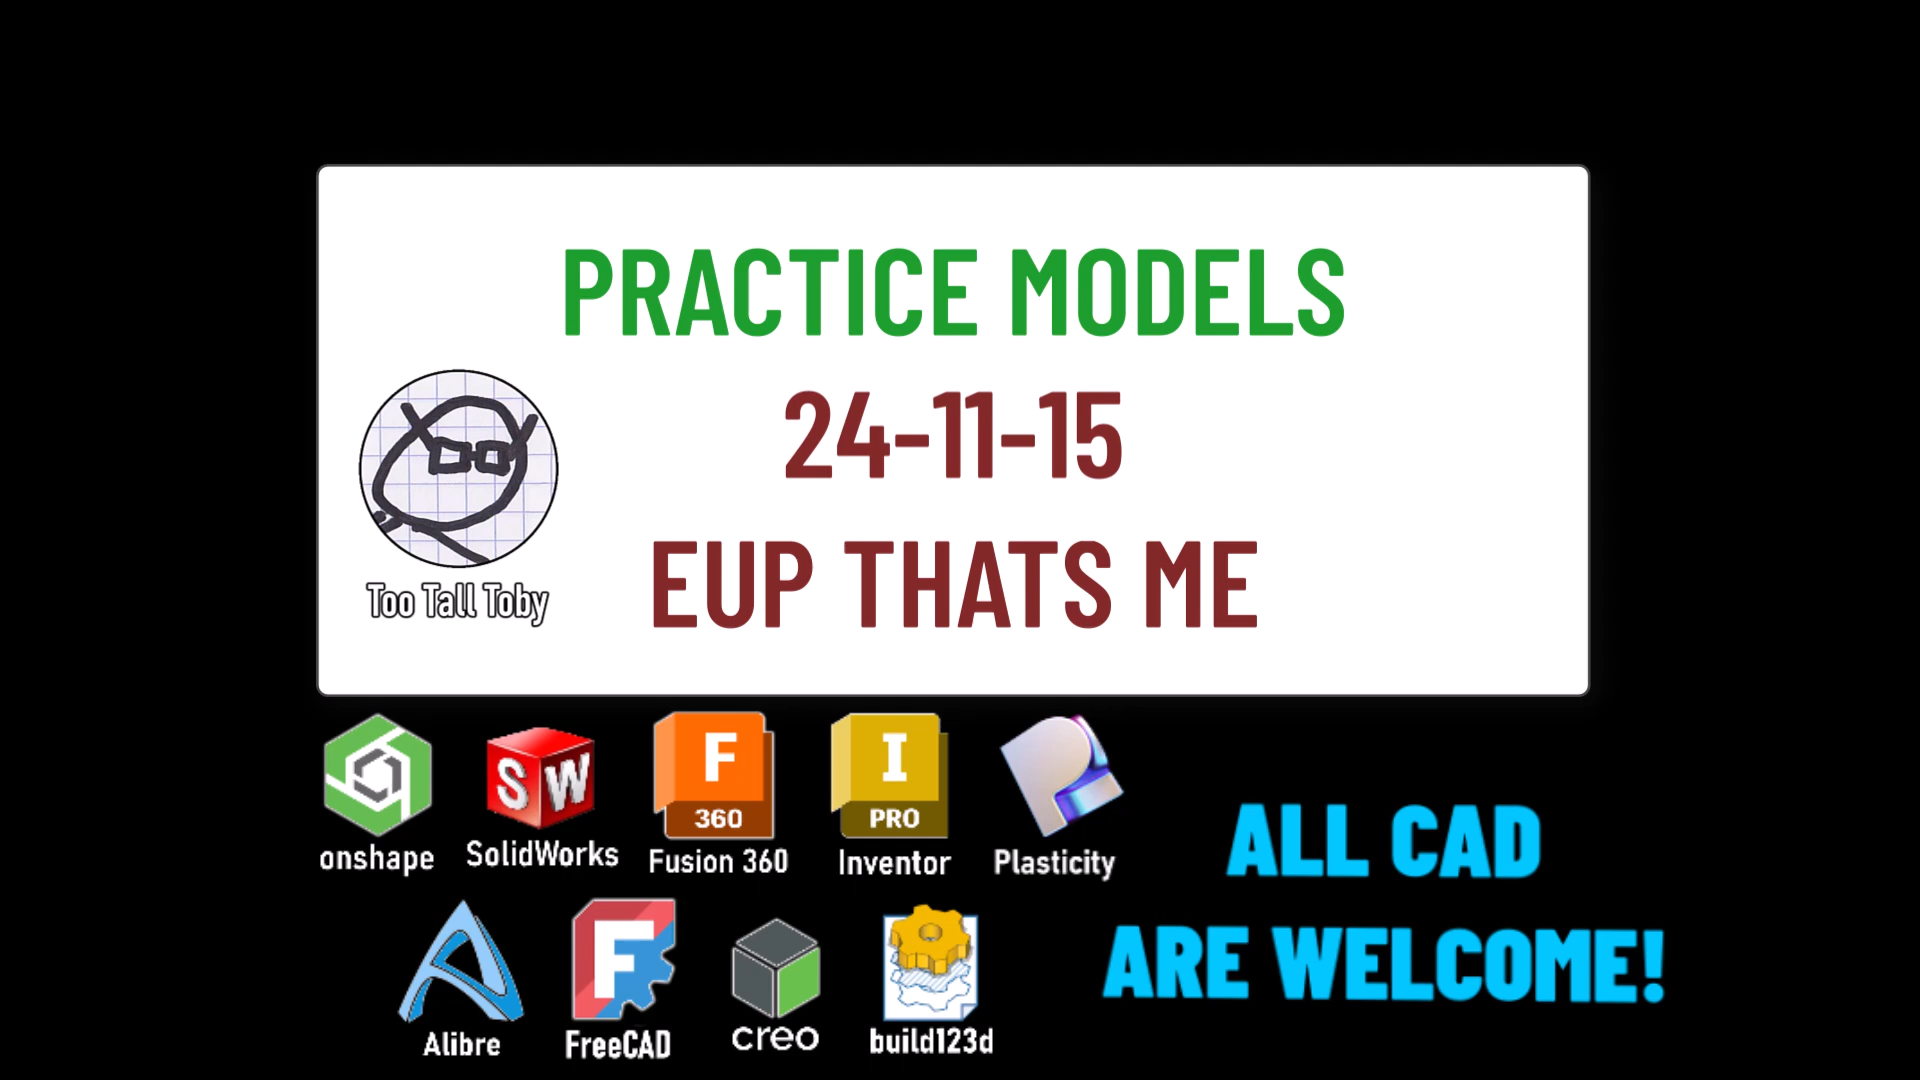 PRACTICE MODELS
24-11-15
EUP THATS ME
Too Tall Toby
F
360
I
PRO
S W
onshape
SolidWorks
Fusion 360
Inventor
Plasticity
ALL CAD
ARE WELCOME!
F
Alibre
FreeCAD
creo
build123d